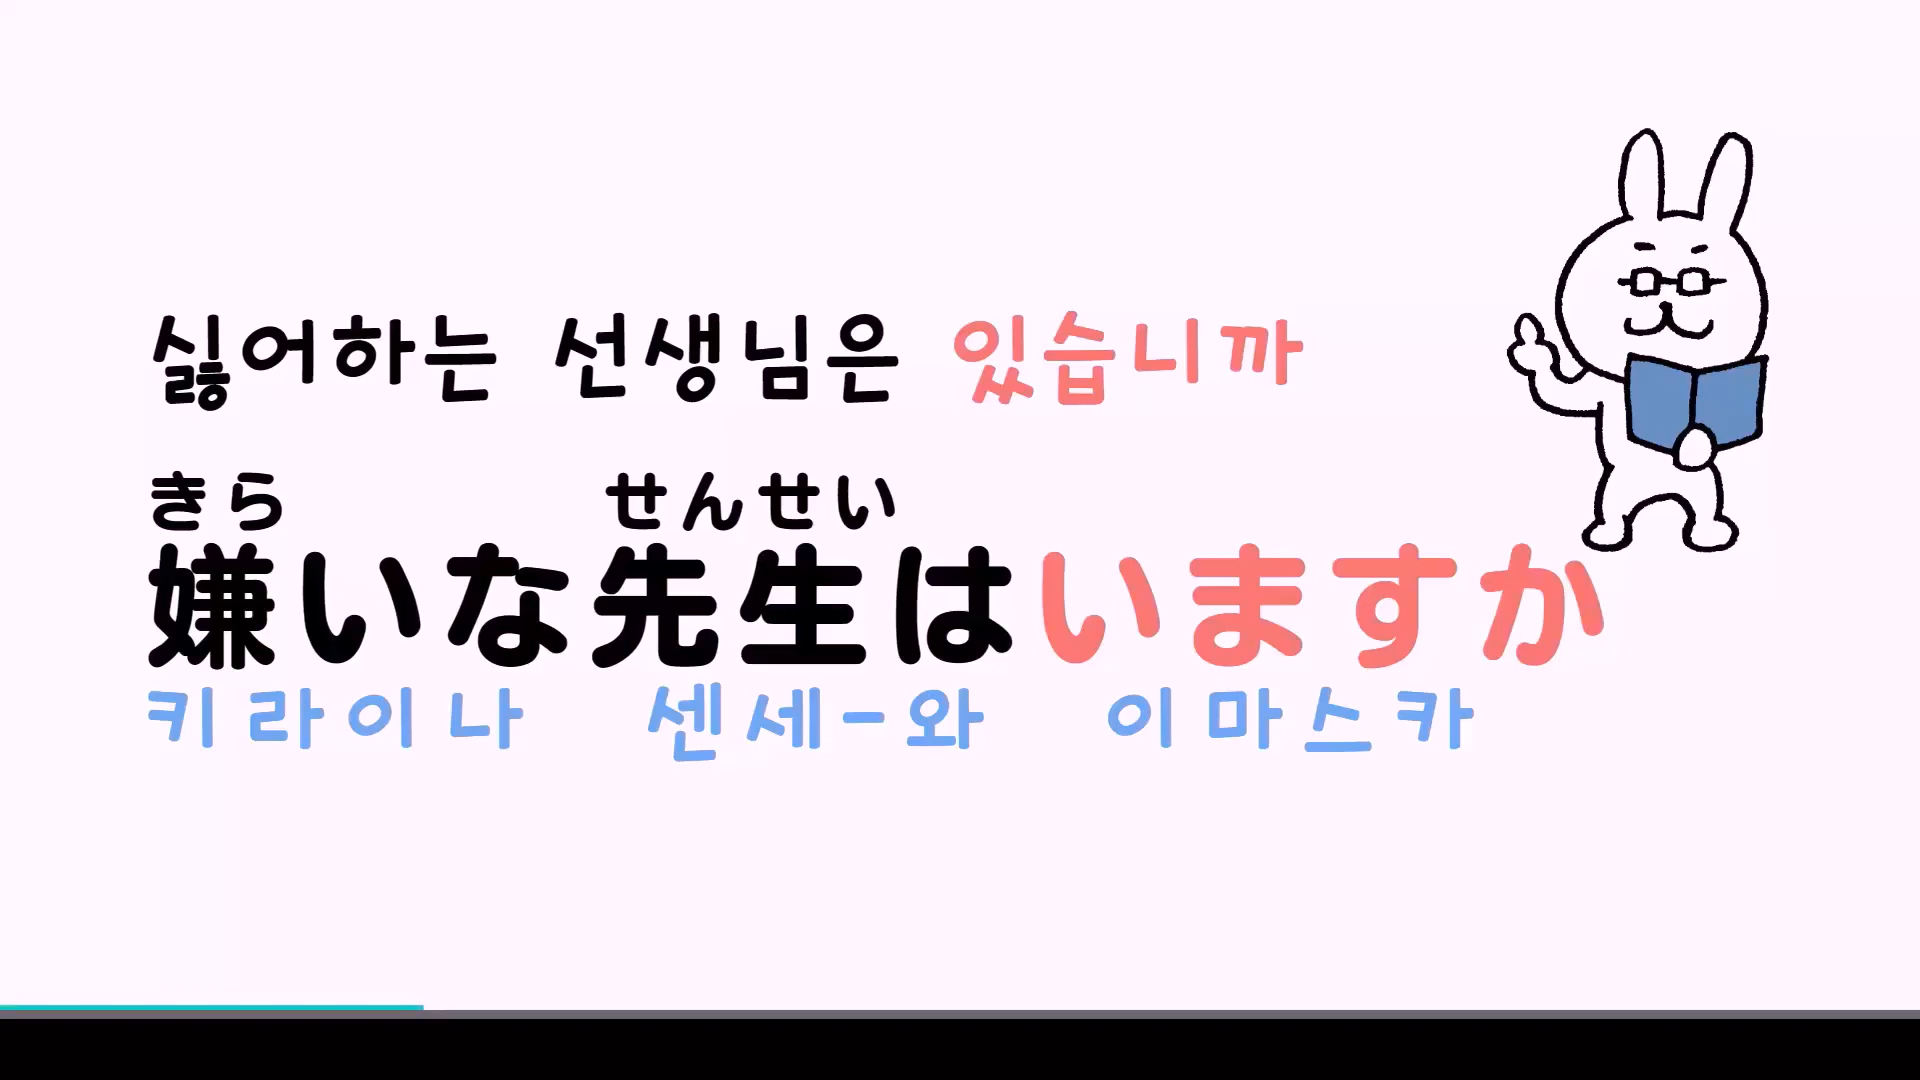 싫어하는 선생님은 있습니까
きら せんせい
嫌いな先生はいますか
키라이나 센세-와 이마스카